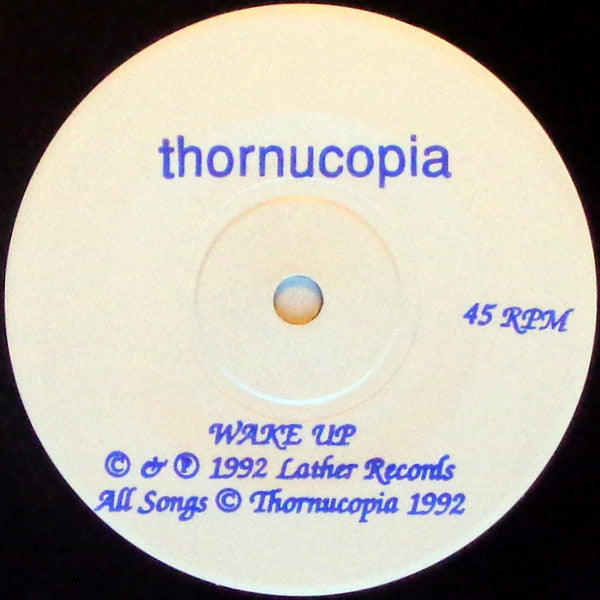 thornucopia
45 RPM
WAKE UP
© & ℗ 1992 Lather Records
All Songs © Thornucopia 1992